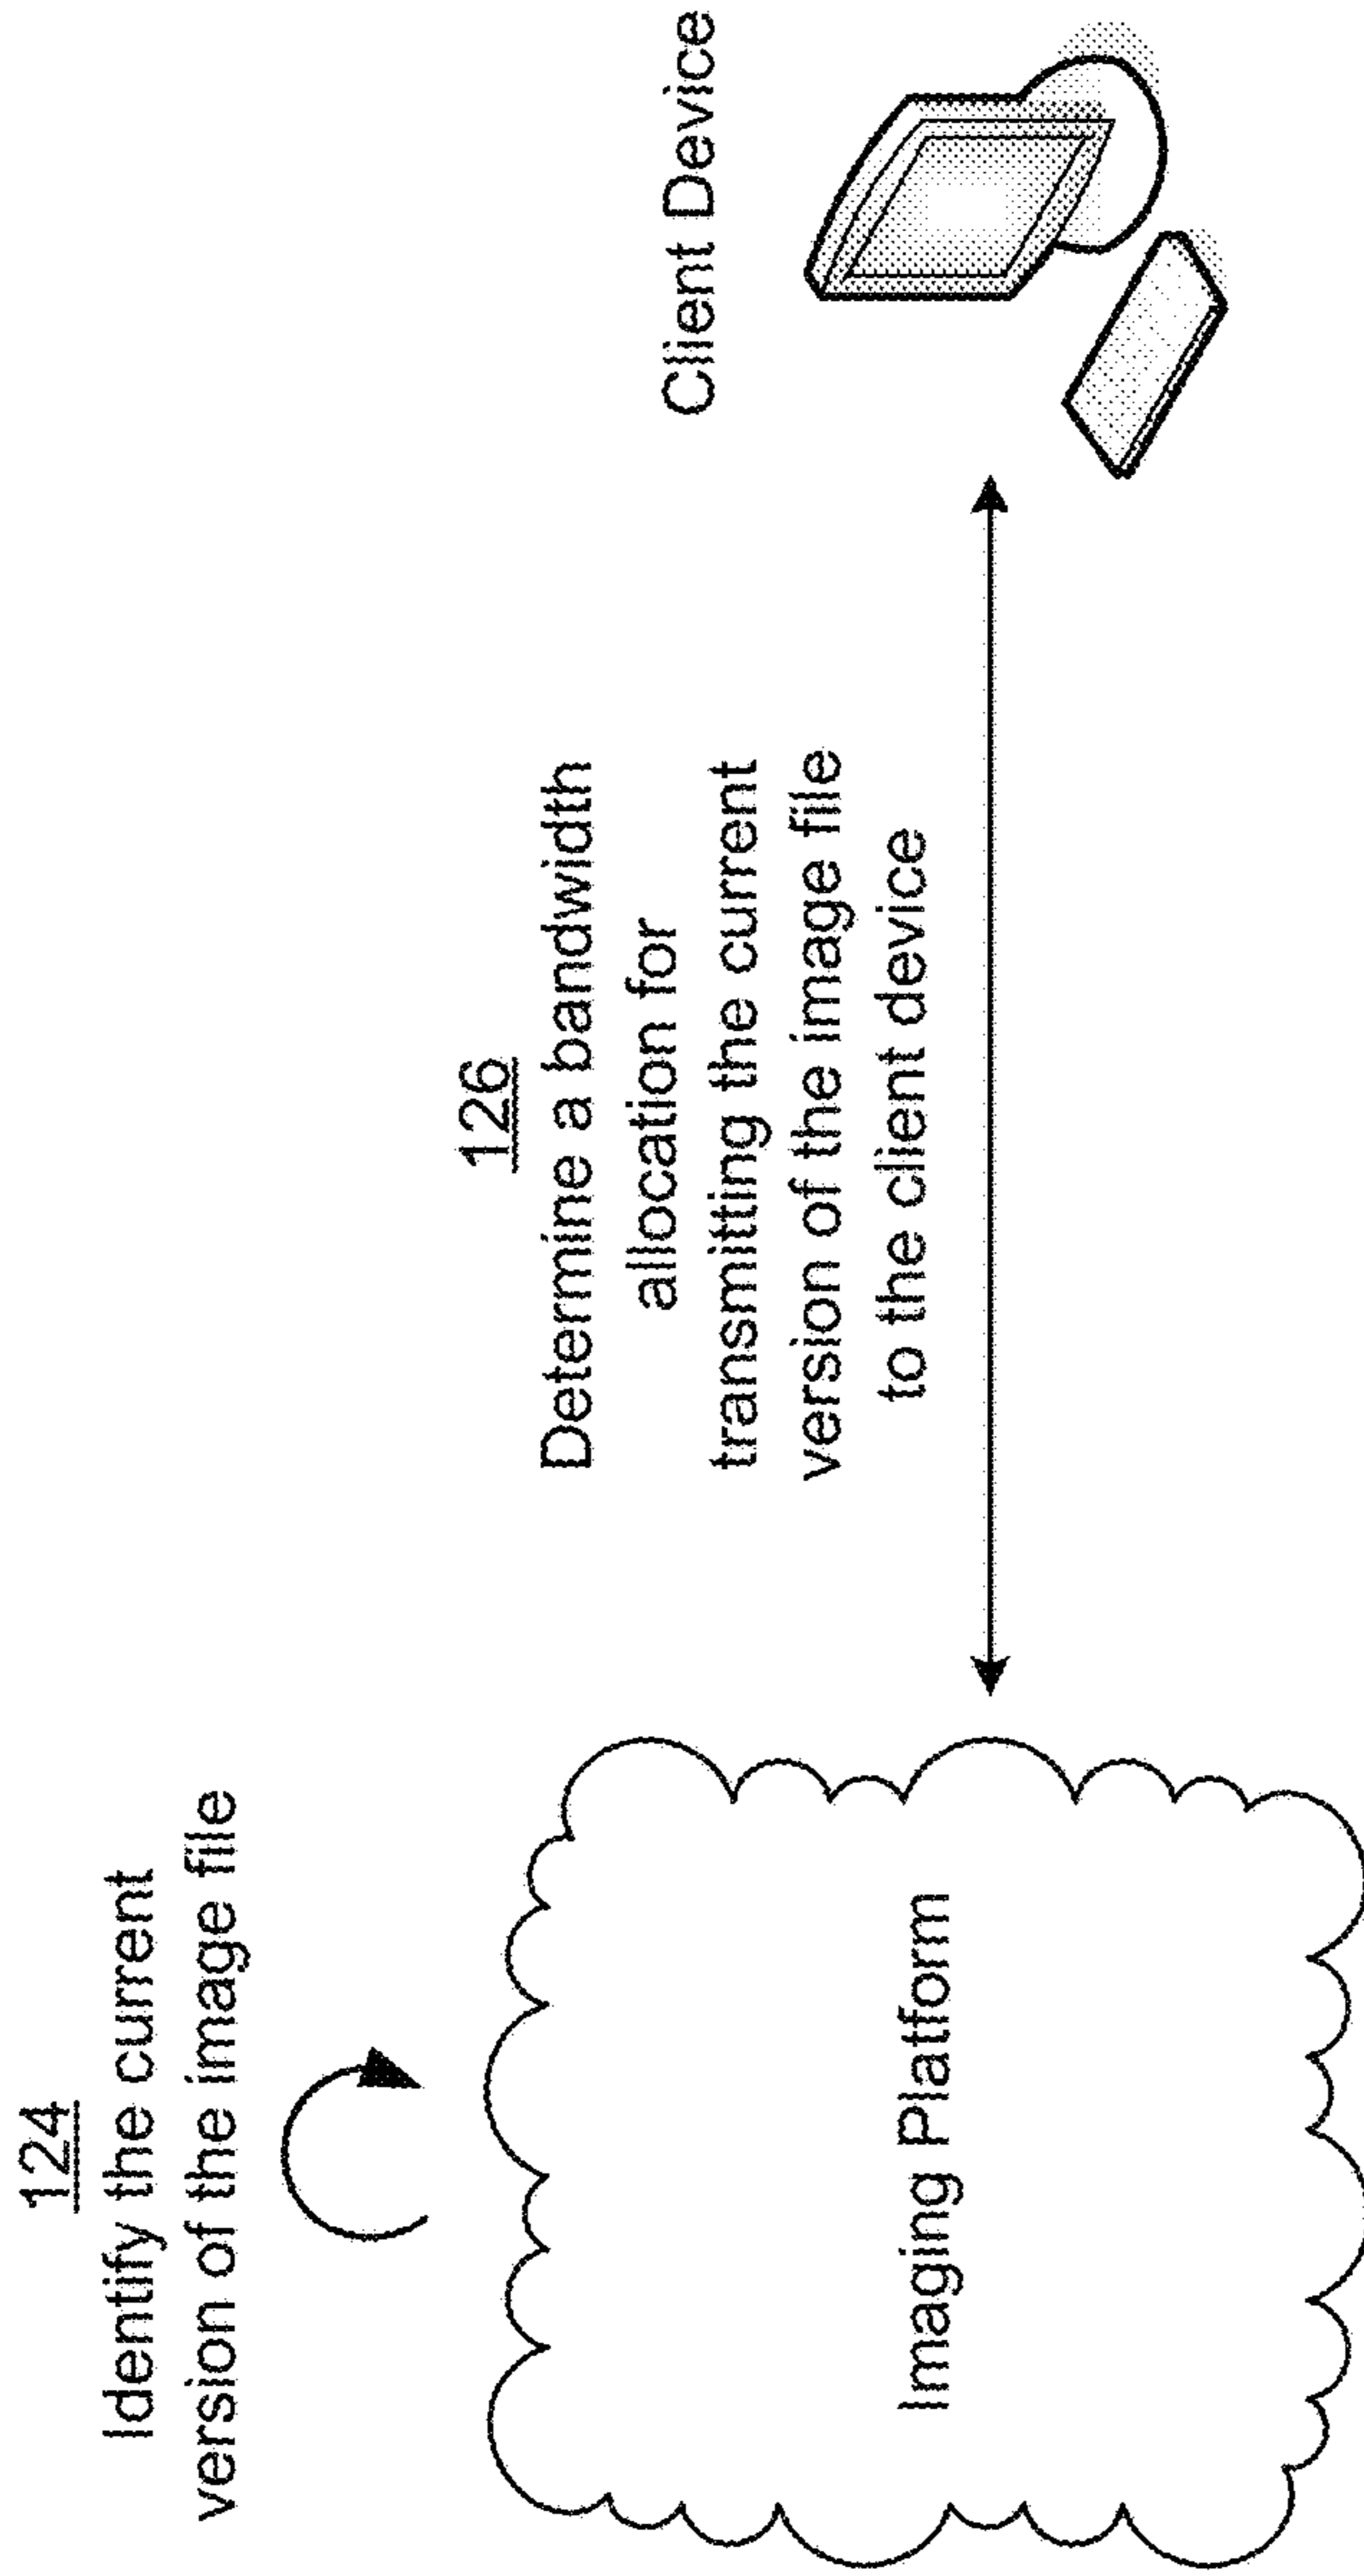 124
Identify the current
version of the image file
Imaging Platform
126
Determine a bandwidth
allocation for
transmitting the current
version of the image file
to the client device
Client Device